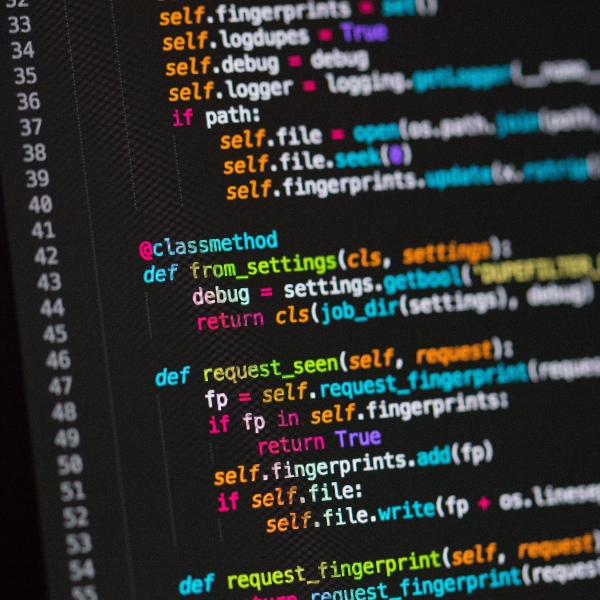 32
33 self.fingerprints = set()
34 self.logdupes = True
35 self.debug = debug
36 self.logger = logging.getLogger(__name__
37 if path:
38 self.file = open(os.path.join(path,
39 self.file.seek(0)
40 self.fingerprints.update(x.rstrip()
41
42 @classmethod
43 def from_settings(cls, settings):
44 debug = settings.getbool("DUPEFILTER_
45 return cls(job_dir(settings), debug)
46
47 def request_seen(self, request):
48 fp = self.request_fingerprint(reque
49 if fp in self.fingerprints:
50 return True
51 self.fingerprints.add(fp)
52 if self.file:
53 self.file.write(fp + os.linesep
54
55 def request_fingerprint(self, request)
return request_fingerprint(reques